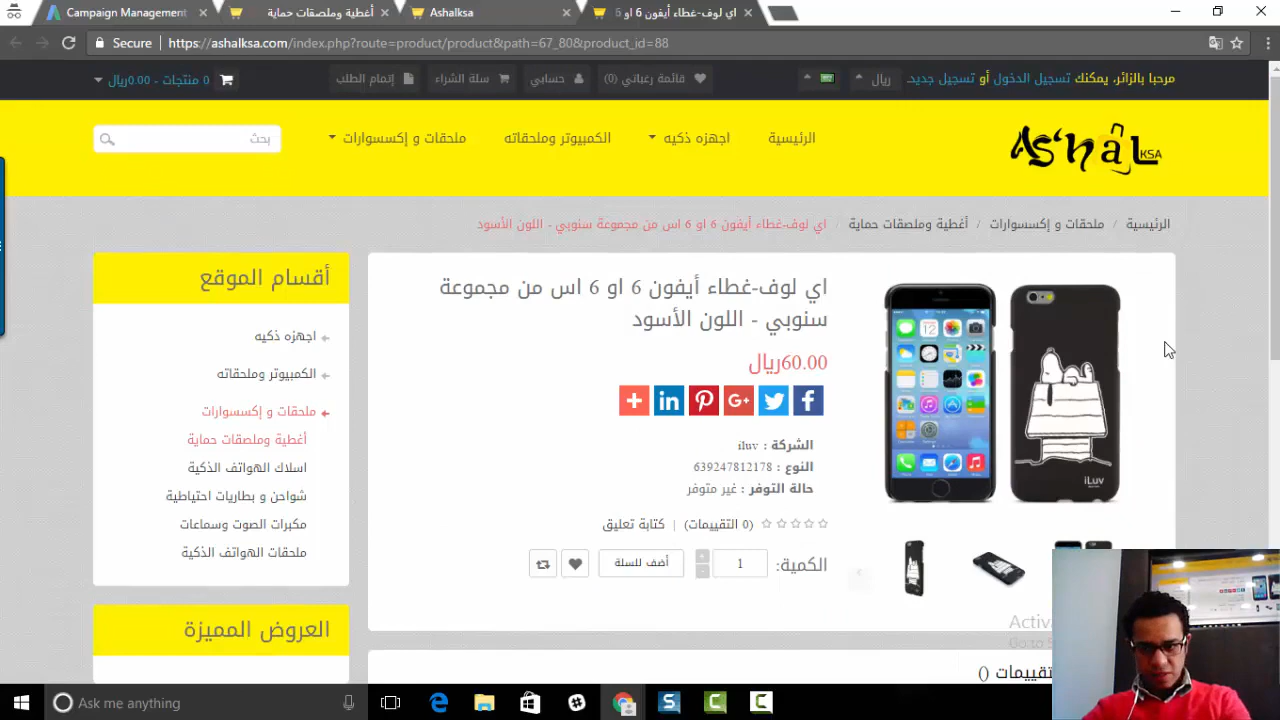 Campaign Management
أغطية وملصقات حماية
Ashalksa
اي لوف-غطاء أيفون 6 او 6
Secure
https://ashalksa.com/index.php?route=product/product&path=67_80&product_id=88
مرحبا بالزائر، يمكنك تسجيل الدخول أو تسجيل جديد.
ريال
قائمة رغباتي (0)
حسابي
سلة الشراء
إتمام الطلب
0 منتجات - 0.00ريال
AS'haL KSA
الرئيسية
اجهزه ذكيه
الكمبيوتر وملحقاته
ملحقات و إكسسوارات
بحث
الرئيسية / ملحقات و إكسسوارات / أغطية وملصقات حماية / اي لوف-غطاء أيفون 6 او 6 اس من مجموعة سنوبي - اللون الأسود
اي لوف-غطاء أيفون 6 او 6 اس من مجموعة
سنوبي - اللون الأسود
60.00ريال
الشركة : iluv
النوع : 639247812178
حالة التوفر : غير متوفر
(0 التقييمات) | كتابة تعليق
الكمية:
1
أضف للسلة
iLuv
أقسام الموقع
اجهزه ذكيه
الكمبيوتر وملحقاته
ملحقات و إكسسوارات
أغطية وملصقات حماية
اسلاك الهواتف الذكية
شواحن و بطاريات احتياطية
مكبرات الصوت وسماعات
ملحقات الهواتف الذكية
العروض المميزة
Activa
Go to S
تقييمات ()
Ask me anything